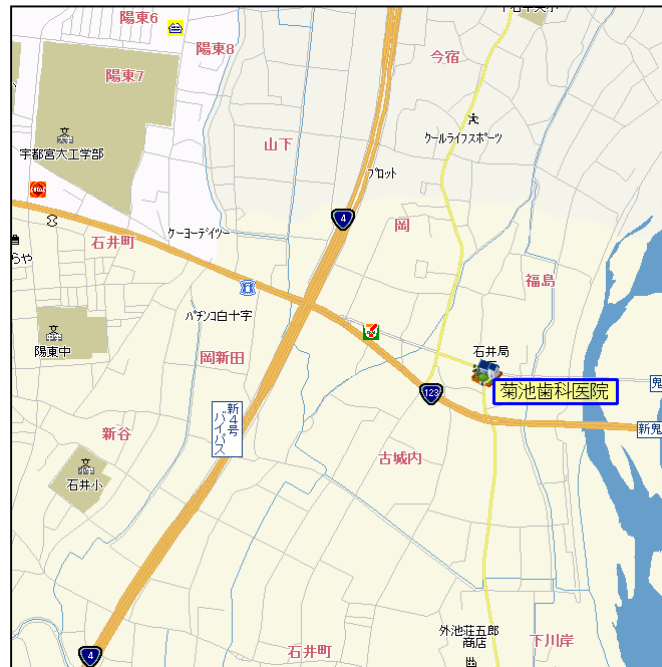 陽東6
陽東8
今宿
陽東7
山下
クールライフスポーツ
宇都宮大工学部
プロット
4
岡
ケーヨーデイツー
石井町
福島
らや
パチンコ白十字
石井局
陽東中
岡新田
123
菊池歯科医院
鬼
新鬼
新4号
バイパス
新谷
古城内
石井小
外池荘五郎
商店
下川岸
石井町
4